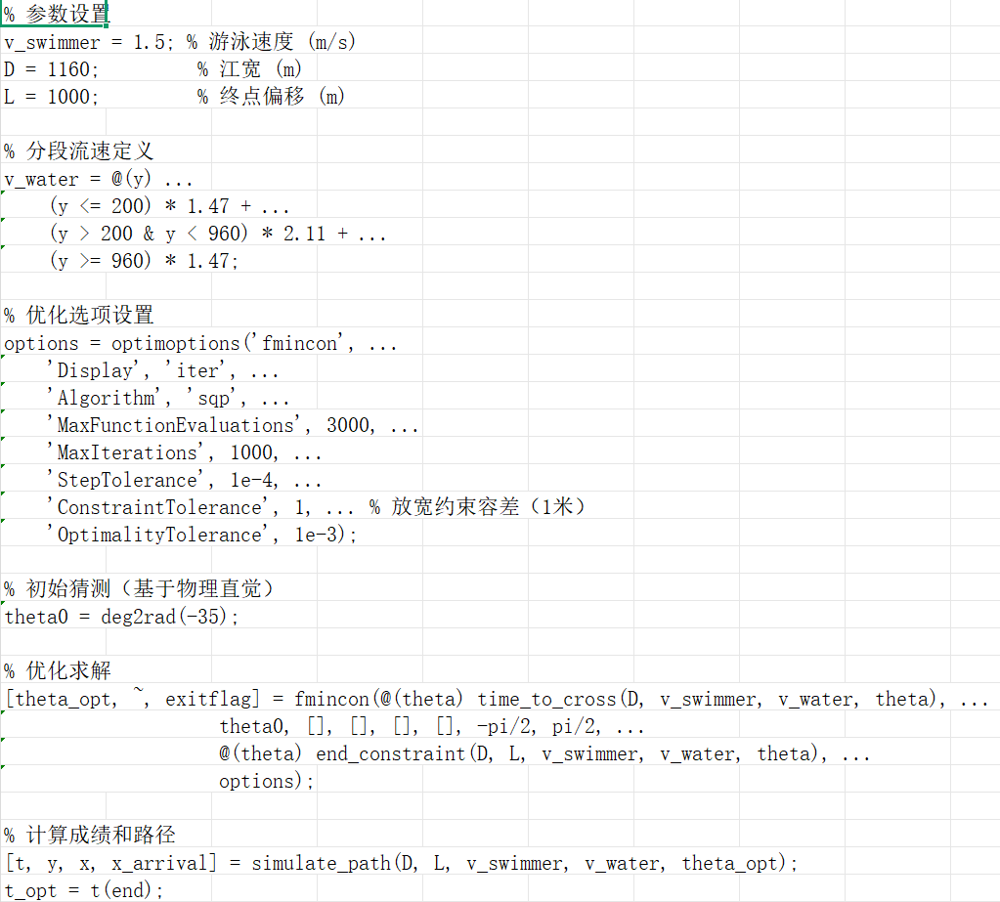 % 参数设置
v_swimmer = 1.5; % 游泳速度 (m/s)
D = 1160;         % 江宽 (m)
L = 1000;         % 终点偏移 (m)
% 分段流速定义
v_water = @(y) ...
    (y <= 200) * 1.47 + ...
    (y > 200 & y < 960) * 2.11 + ...
    (y >= 960) * 1.47;
% 优化选项设置
options = optimoptions('fmincon', ...
    'Display', 'iter', ...
    'Algorithm', 'sqp', ...
    'MaxFunctionEvaluations', 3000, ...
    'MaxIterations', 1000, ...
    'StepTolerance', 1e-4, ...
    'ConstraintTolerance', 1, ... % 放宽约束容差（1米）
    'OptimalityTolerance', 1e-3);
% 初始猜测（基于物理直觉）
theta0 = deg2rad(-35);
% 优化求解
[theta_opt, ~, exitflag] = fmincon(@(theta) time_to_cross(D, v_swimmer, v_water, theta), ...
                    theta0, [], [], [], [], -pi/2, pi/2, ...
                    @(theta) end_constraint(D, L, v_swimmer, v_water, theta), ...
                    options);
% 计算成绩和路径
[t, y, x, x_arrival] = simulate_path(D, L, v_swimmer, v_water, theta_opt);
t_opt = t(end);